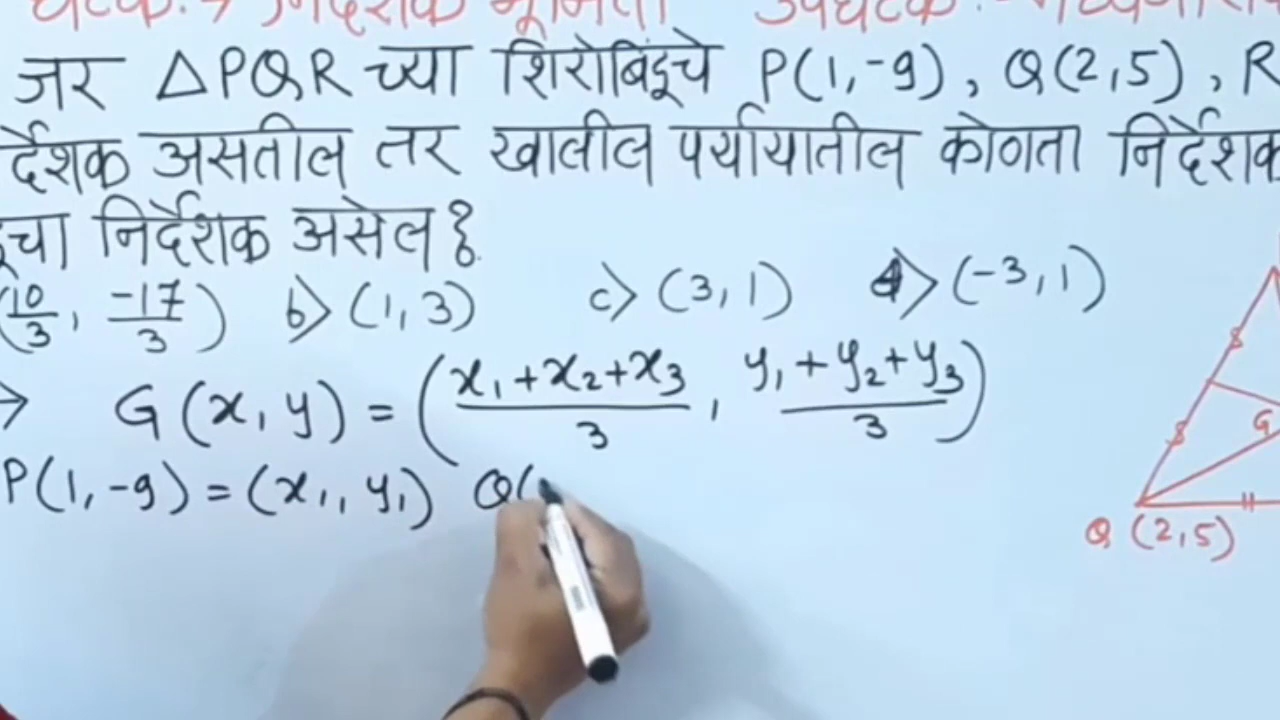 निर्देशक भूमिती उपघटक :-
जर △PQR च्या शिरोबिंदूचे P(1,-9), Q(2,5), R
र्देशक असतील तर खालील पर्यायातील कोणता निर्देशक
चा निर्देशक असेल?
(10/3, -17/3) b> (1,3) c> (3,1) d> (-3,1)
→ G(x, y) = (x₁+x₂+x₃/3, y₁+y₂+y₃/3)
P(1,-9) = (x₁, y₁) Q(
G
Q (2,5)